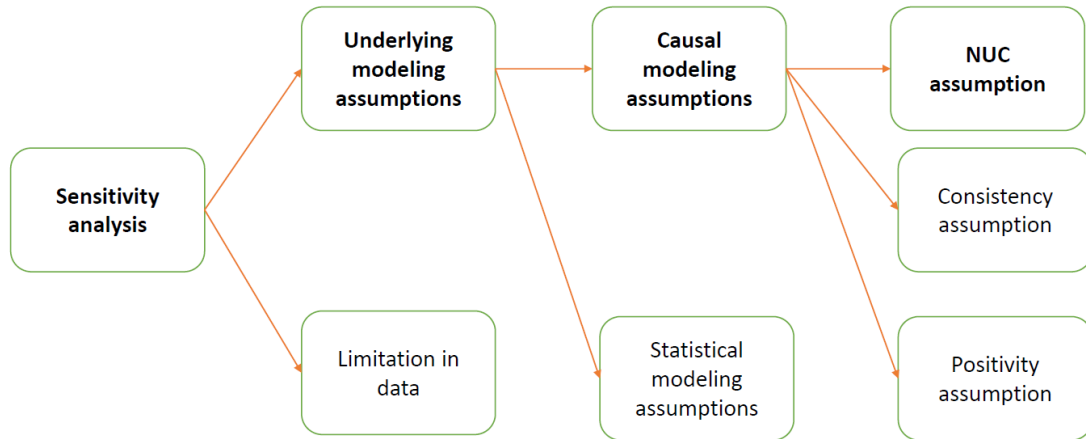 Sensitivity
analysis
Underlying
modeling
assumptions
Limitation in
data
Causal
modeling
assumptions
Statistical
modeling
assumptions
NUC
assumption
Consistency
assumption
Positivity
assumption